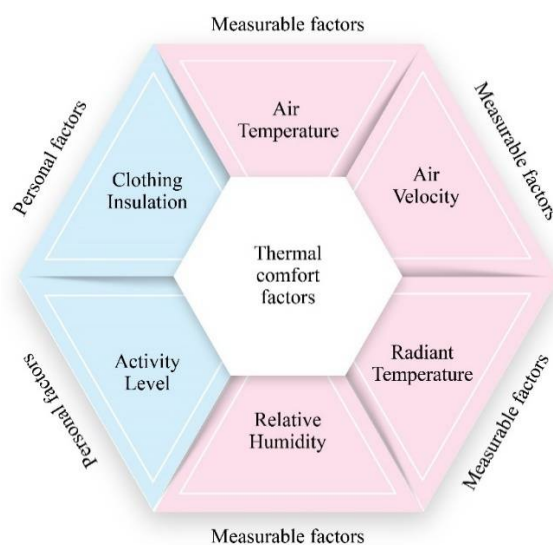 Measurable factors
Air
Temperature
Measurable factors
Air
Velocity
Personal factors
Clothing
Insulation
Thermal
comfort
factors
Activity
Level
Personal factors
Radiant
Temperature
Measurable factors
Relative
Humidity
Measurable factors